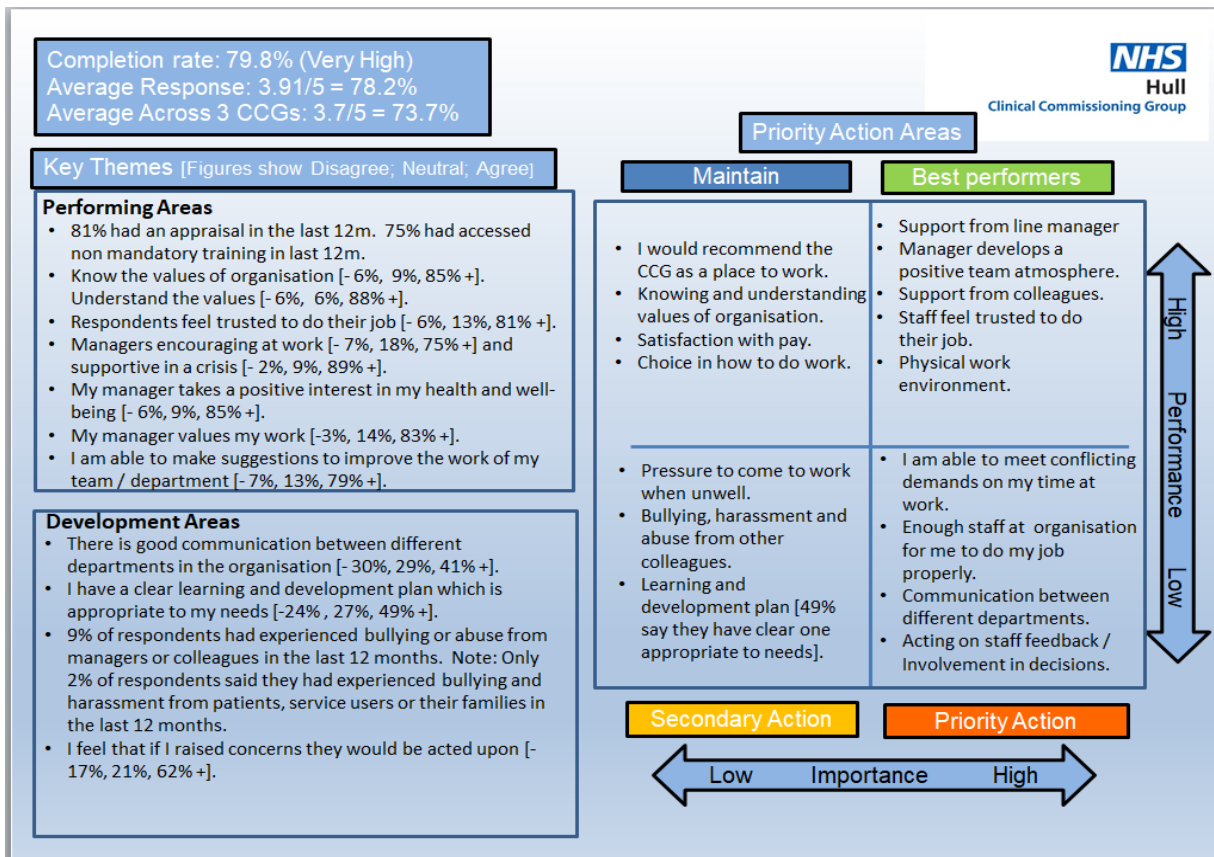 Completion rate: 79.8% (Very High)
Average Response: 3.91/5 = 78.2%
Average Across 3 CCGs: 3.7/5 = 73.7%
NHS
Hull
Clinical Commissioning Group
Key Themes [Figures show Disagree; Neutral; Agree]
Performing Areas
• 81% had an appraisal in the last 12m. 75% had accessed
non mandatory training in last 12m.
• Know the values of organisation [- 6%, 9%, 85% +].
Understand the values [- 6%, 6%, 88% +].
• Respondents feel trusted to do their job [- 6%, 13%, 81% +].
• Managers encouraging at work [- 7%, 18%, 75% +] and
supportive in a crisis [- 2%, 9%, 89% +].
• My manager takes a positive interest in my health and well-
being [- 6%, 9%, 85% +].
• My manager values my work [-3%, 14%, 83% +].
• I am able to make suggestions to improve the work of my
team / department [- 7%, 13%, 79% +].
Development Areas
• There is good communication between different
departments in the organisation [- 30%, 29%, 41% +].
• I have a clear learning and development plan which is
appropriate to my needs [-24% , 27%, 49% +].
• 9% of respondents had experienced bullying or abuse from
managers or colleagues in the last 12 months. Note: Only
2% of respondents said they had experienced bullying and
harassment from patients, service users or their families in
the last 12 months.
• I feel that if I raised concerns they would be acted upon [-
17%, 21%, 62% +].
Priority Action Areas
Maintain
• I would recommend the
CCG as a place to work.
• Knowing and understanding
values of organisation.
• Satisfaction with pay.
• Choice in how to do work.
Best performers
• Support from line manager
• Manager develops a
positive team atmosphere.
• Support from colleagues.
• Staff feel trusted to do
their job.
• Physical work
environment.
• Pressure to come to work
when unwell.
• Bullying, harassment and
abuse from other
colleagues.
• Learning and
development plan [49%
say they have clear one
appropriate to needs].
Secondary Action
• I am able to meet conflicting
demands on my time at
work.
• Enough staff at organisation
for me to do my job
properly.
• Communication between
different departments.
• Acting on staff feedback /
Involvement in decisions.
Priority Action
High Performance Low
Low Importance High